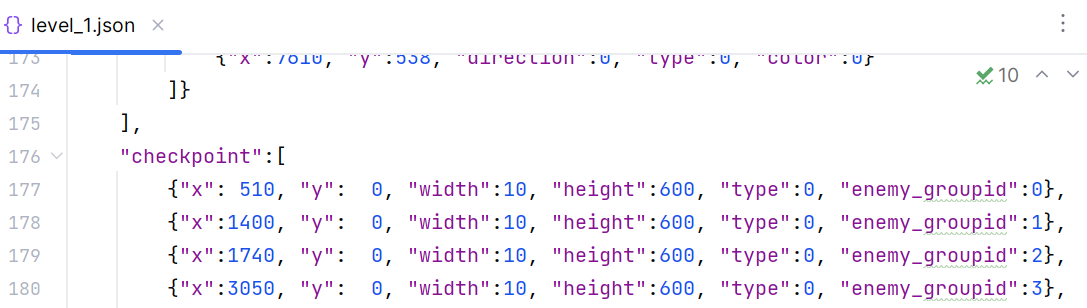 {} level_1.json ×
173 {"x":7610, "y":538, "direction":0, "type":0, "color":0}
10
174 ]}
175 ],
176 "checkpoint":[
177 {"x": 510, "y":  0, "width":10, "height":600, "type":0, "enemy_groupid":0},
178 {"x":1400, "y":  0, "width":10, "height":600, "type":0, "enemy_groupid":1},
179 {"x":1740, "y":  0, "width":10, "height":600, "type":0, "enemy_groupid":2},
180 {"x":3050, "y":  0, "width":10, "height":600, "type":0, "enemy_groupid":3},